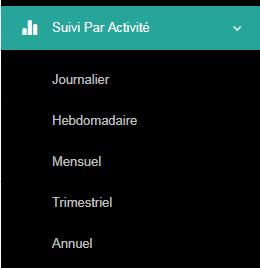 Suivi Par Activité
Journalier
Hebdomadaire
Mensuel
Trimestriel
Annuel